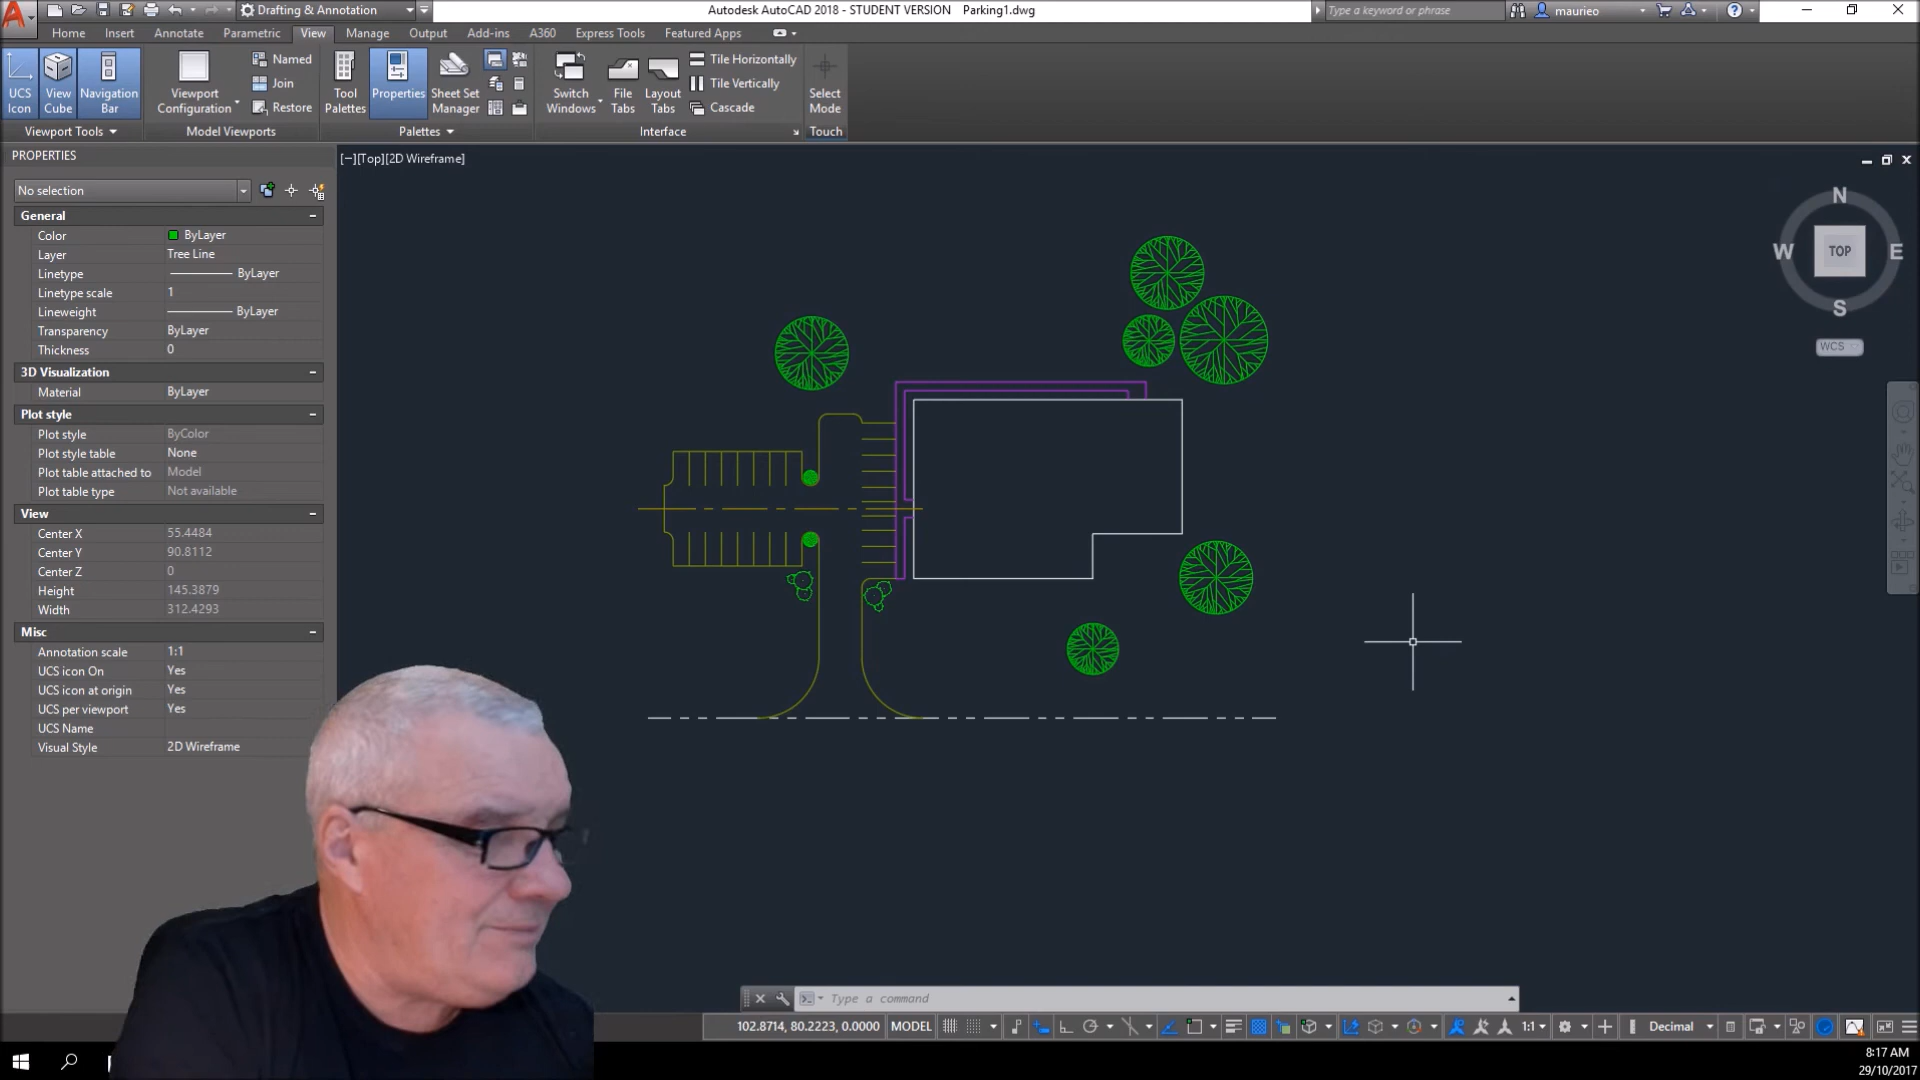 Drafting & Annotation
Autodesk AutoCAD 2018 - STUDENT VERSION Parking1.dwg
Type a keyword or phrase
maurieo
Home Insert Annotate Parametric View Manage Output Add-ins A360 Express Tools Featured Apps
UCS Icon
View Cube
Navigation Bar
Viewport Configuration
Named
Join
Restore
Tool Palettes
Properties
Sheet Set Manager
Switch Windows
File Tabs
Layout Tabs
Tile Horizontally
Tile Vertically
Cascade
Select Mode
Viewport Tools
Model Viewports
Palettes
Interface
Touch
PROPERTIES
[−][Top][2D Wireframe]
No selection
General
Color ByLayer
Layer Tree Line
Linetype ByLayer
Linetype scale 1
Lineweight ByLayer
Transparency ByLayer
Thickness 0
3D Visualization
Material ByLayer
Plot style
Plot style ByColor
Plot style table None
Plot table attached to Model
Plot table type Not available
View
Center X 55.4484
Center Y 90.8112
Center Z 0
Height 145.3879
Width 312.4293
Misc
Annotation scale 1:1
UCS icon On Yes
UCS icon at origin Yes
UCS per viewport Yes
UCS Name
Visual Style 2D Wireframe
N
W TOP E
S
WCS
Type a command
102.8714, 80.2223, 0.0000 MODEL
1:1
Decimal
8:17 AM
29/10/2017